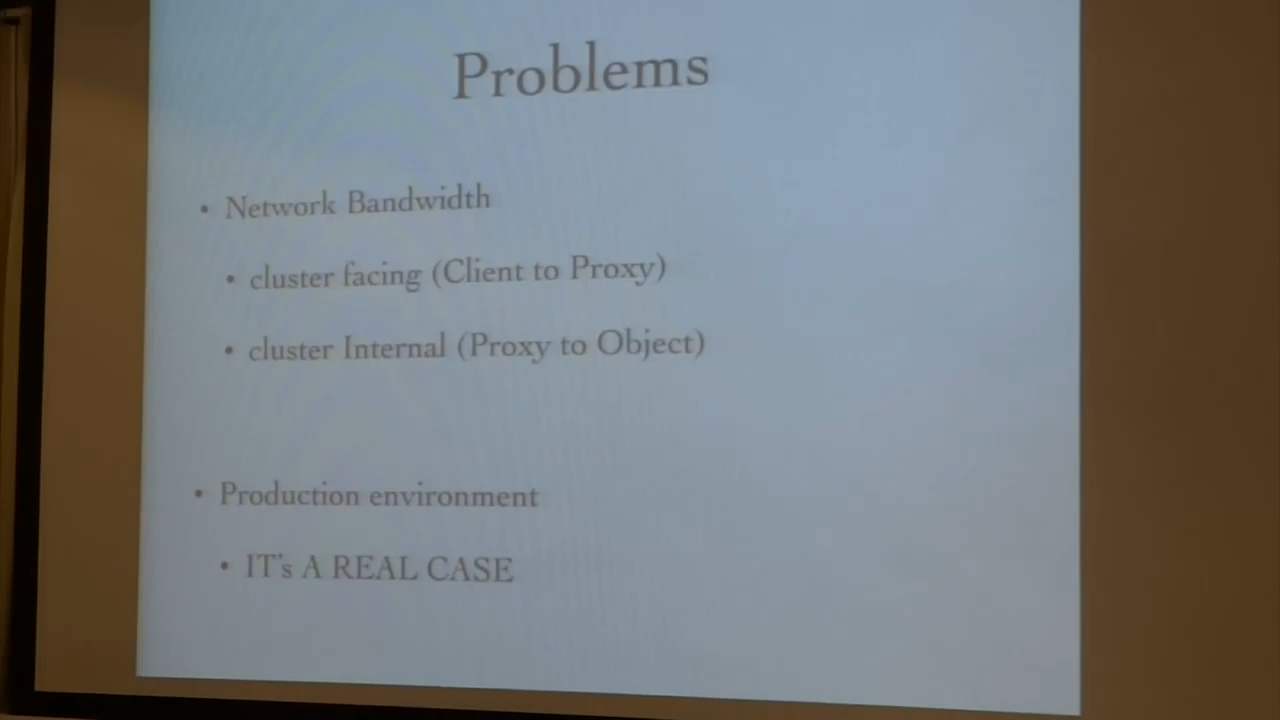 Problems
• Network Bandwidth
• cluster facing (Client to Proxy)
• cluster Internal (Proxy to Object)
• Production environment
• IT's A REAL CASE